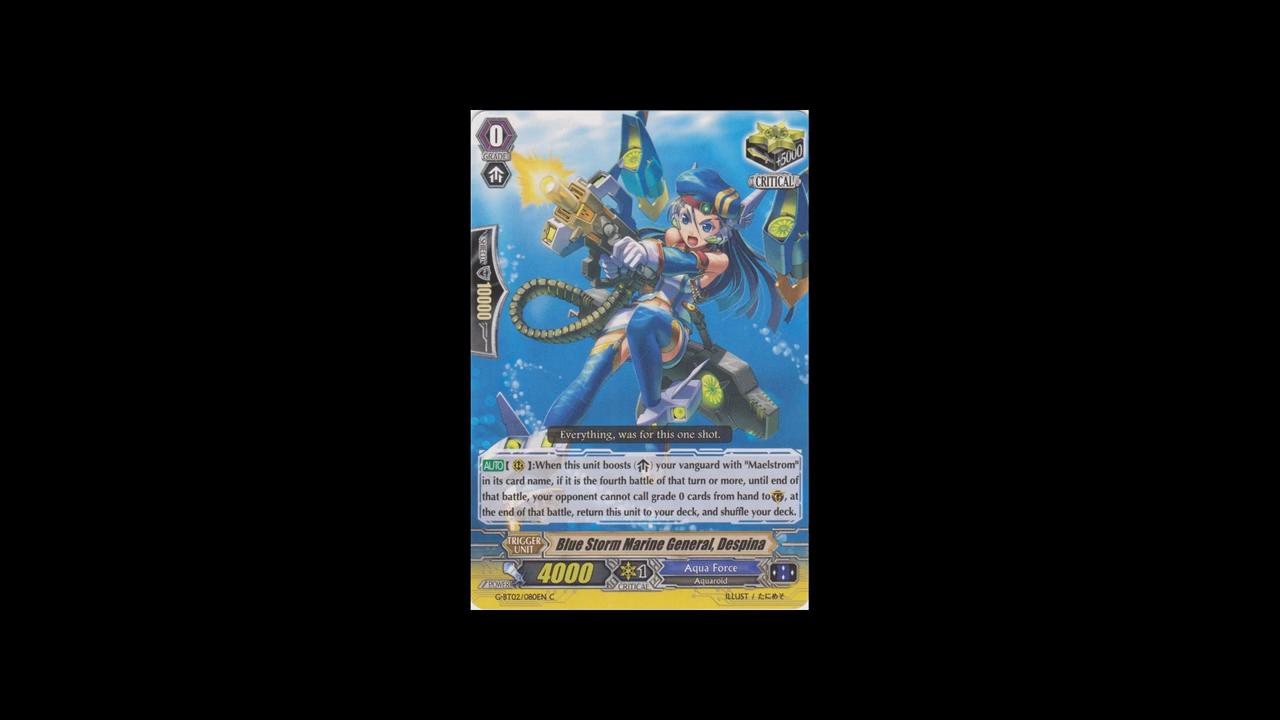 0
GRADE
+5000
CRITICAL
SHIELD
10000
Everything, was for this one shot.
AUTO [ ]:When this unit boosts ( ) your vanguard with "Maelstrom"
in its card name, if it is the fourth battle of that turn or more, until end of
that battle, your opponent cannot call grade 0 cards from hand to , at
the end of that battle, return this unit to your deck, and shuffle your deck.
TRIGGER
UNIT
Blue Storm Marine General, Despina
POWER
4000
1
CRITICAL
Aqua Force
Aquaroid
G-BT02/080EN C
ILLUST / たにめそ